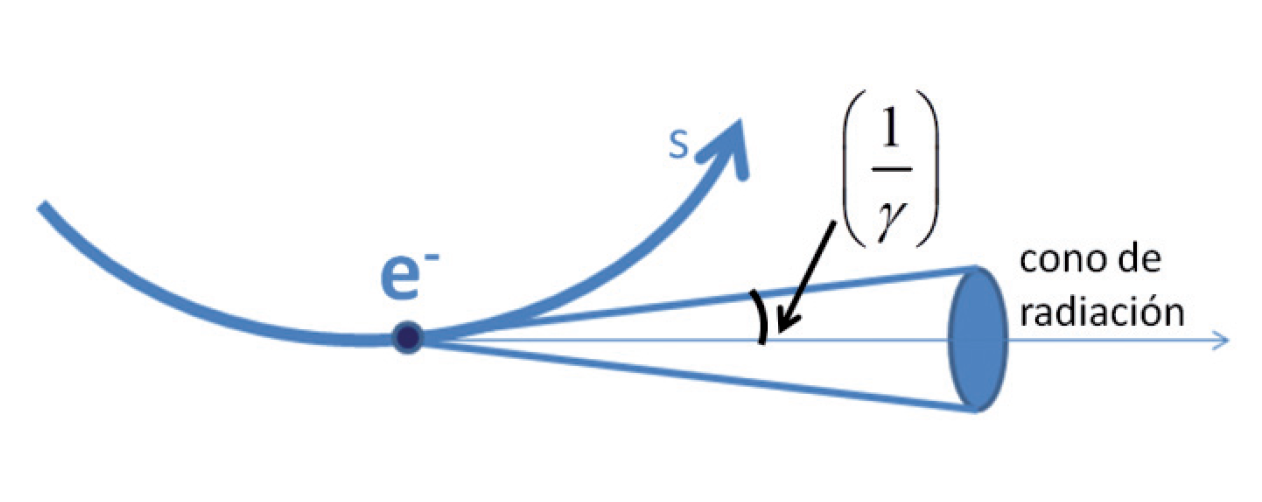 s
(1/γ)
e⁻
cono de
radiación